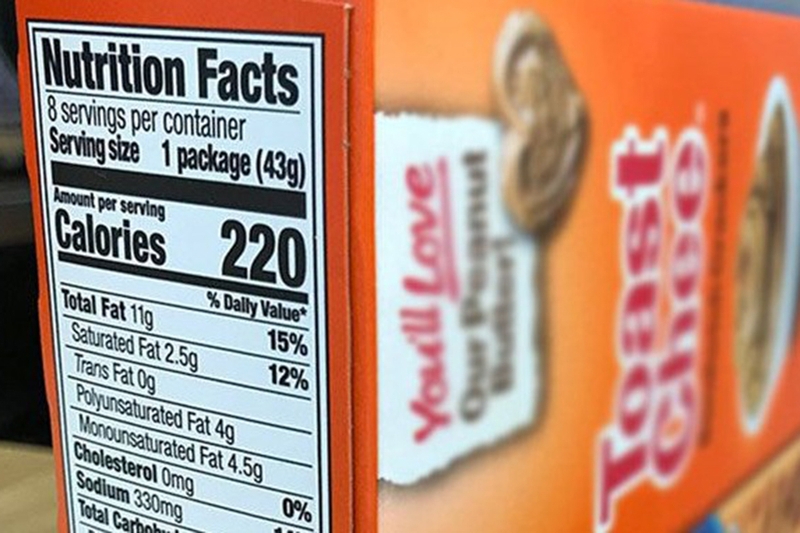 Nutrition Facts
8 servings per container
Serving size 1 package (43g)
Amount per serving
Calories 220
% Daily Value*
Total Fat 11g 15%
Saturated Fat 2.5g 12%
Trans Fat 0g
Polyunsaturated Fat 4g
Monounsaturated Fat 4.5g
Cholesterol 0mg 0%
Sodium 330mg
Total
You'll Love
Our Peanut
Butter!
Toast
Chee